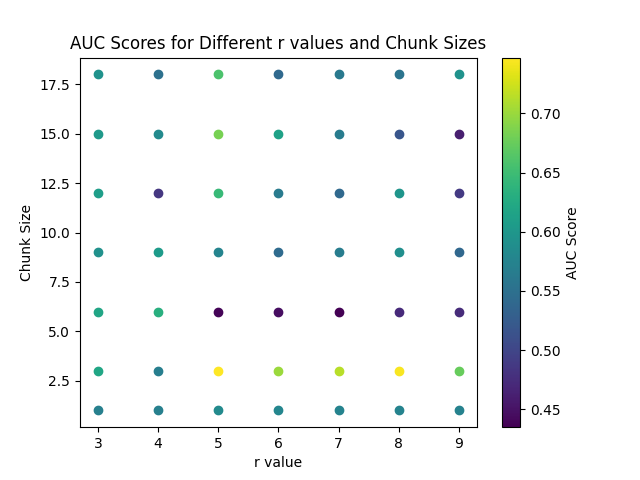 AUC Scores for Different r values and Chunk Sizes
17.5
15.0
12.5
10.0
7.5
5.0
2.5
Chunk Size
3 4 5 6 7 8 9
r value
0.70
0.65
0.60
0.55
0.50
0.45
AUC Score